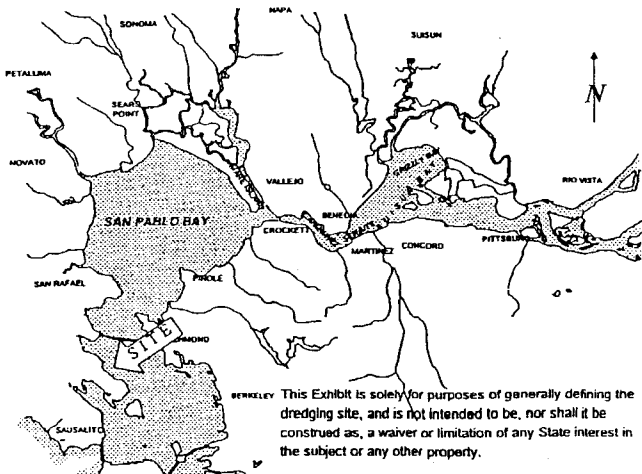 NAPA
SONOMA
SUISUN
PETALUMA
SEARS
POINT
N
NOVATO
VALLEJO
GRIZZLY BAY
RIO VISTA
SAN PABLO BAY
BENECIA
CROCKETT
PITTSBURG
MARTINEZ
CONCORD
SAN RAFAEL
PINOLE
SITE
BERKELEY
This Exhibit is solely for purposes of generally defining the
dredging site, and is not intended to be, nor shall it be
construed as, a waiver or limitation of any State interest in
the subject or any other property.
SAUSALITO